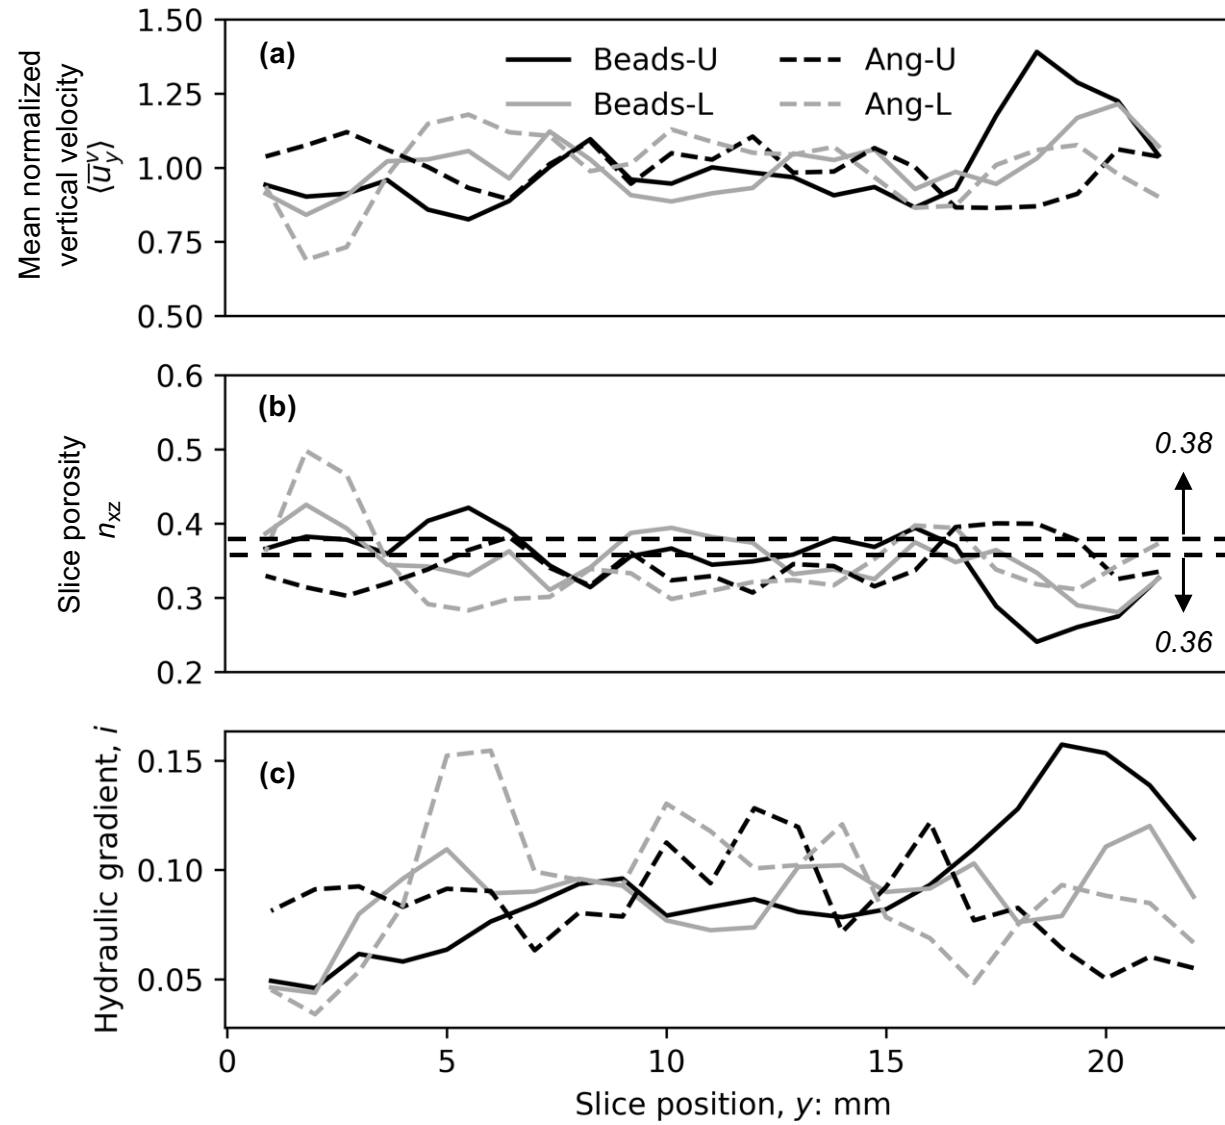 Mean normalized
vertical velocity
⟨u̅ᵥʸ⟩
1.50
1.25
1.00
0.75
0.50
(a)
Beads-U
Beads-L
Ang-U
Ang-L
Slice porosity
nxz
0.6
0.5
0.4
0.3
0.2
(b)
0.38
0.36
Hydraulic gradient, i
0.15
0.10
0.05
(c)
0
5
10
15
20
Slice position, y: mm